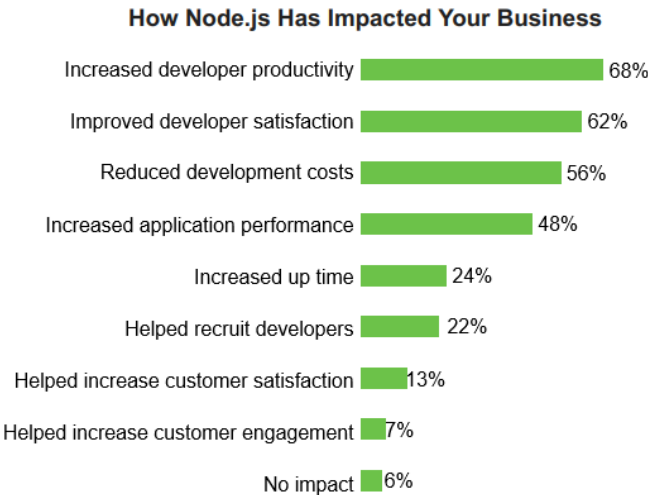 How Node.js Has Impacted Your Business
Increased developer productivity 68%
Improved developer satisfaction 62%
Reduced development costs 56%
Increased application performance 48%
Increased up time 24%
Helped recruit developers 22%
Helped increase customer satisfaction 13%
Helped increase customer engagement 7%
No impact 6%